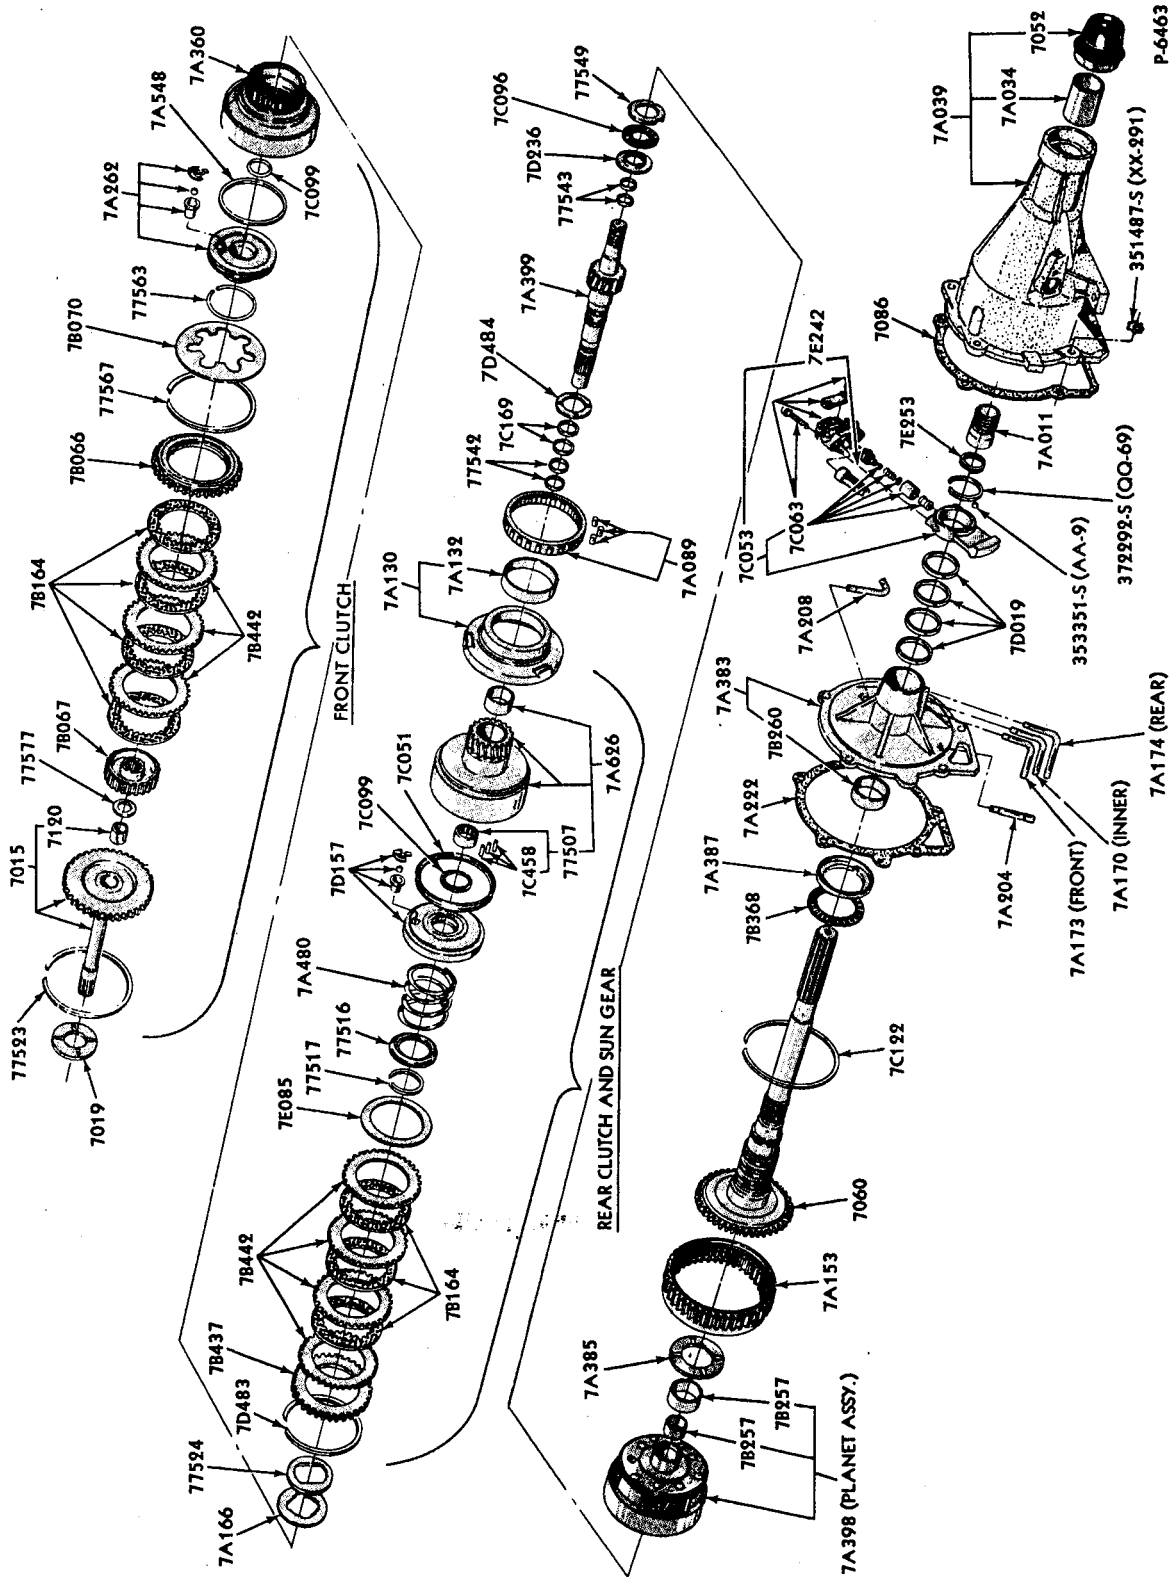 7A360
7A548
7A262
7C099
77563
7B070
77567
7B066
7B164
7B442
FRONT CLUTCH
7B067
77577
7120
7015
77523
7019
77549
7C096
7D236
77543
7A399
7D484
7C169
77542
7A130
7A132
7A089
7A626
7C051
7C099
7D157
7C458
77507
7A480
77516
77517
7E085
REAR CLUTCH AND SUN GEAR
7B442
7B164
7B437
7D483
77524
7A166
P-6463
7052
7A034
7A039
351487-S (XX-291)
7086
7E242
7C063
7C053
7E253
7A011
372292-S (QQ-69)
353351-S (AA-9)
7D019
7A208
7A383
7B260
7A222
7A174 (REAR)
7A170 (INNER)
7A173 (FRONT)
7A204
7A387
7B368
7C122
7060
7A153
7A385
7B257
7B257
7A398 (PLANET ASSY.)